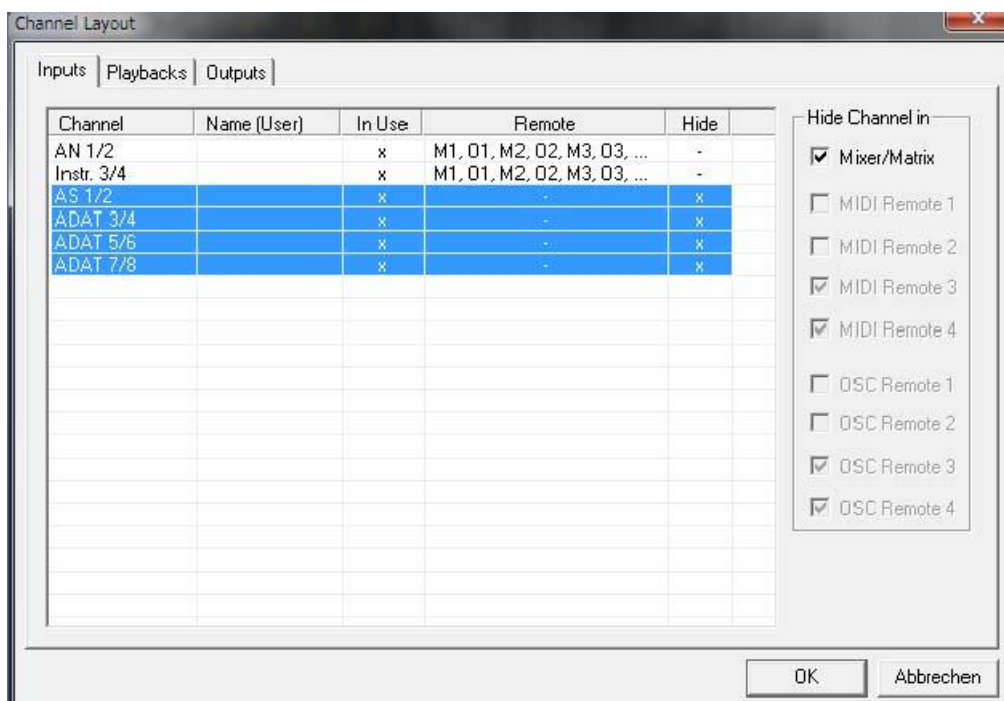 Channel Layout
Inputs Playbacks Outputs
Channel Name (User) In Use Remote Hide
AN 1/2 x M1, O1, M2, O2, M3, O3, ... -
Instr. 3/4 x M1, O1, M2, O2, M3, O3, ... -
AS 1/2 x - x
ADAT 3/4 x - x
ADAT 5/6 x - x
ADAT 7/8 x - x
Hide Channel in
Mixer/Matrix
MIDI Remote 1
MIDI Remote 2
MIDI Remote 3
MIDI Remote 4
OSC Remote 1
OSC Remote 2
OSC Remote 3
OSC Remote 4
OK Abbrechen